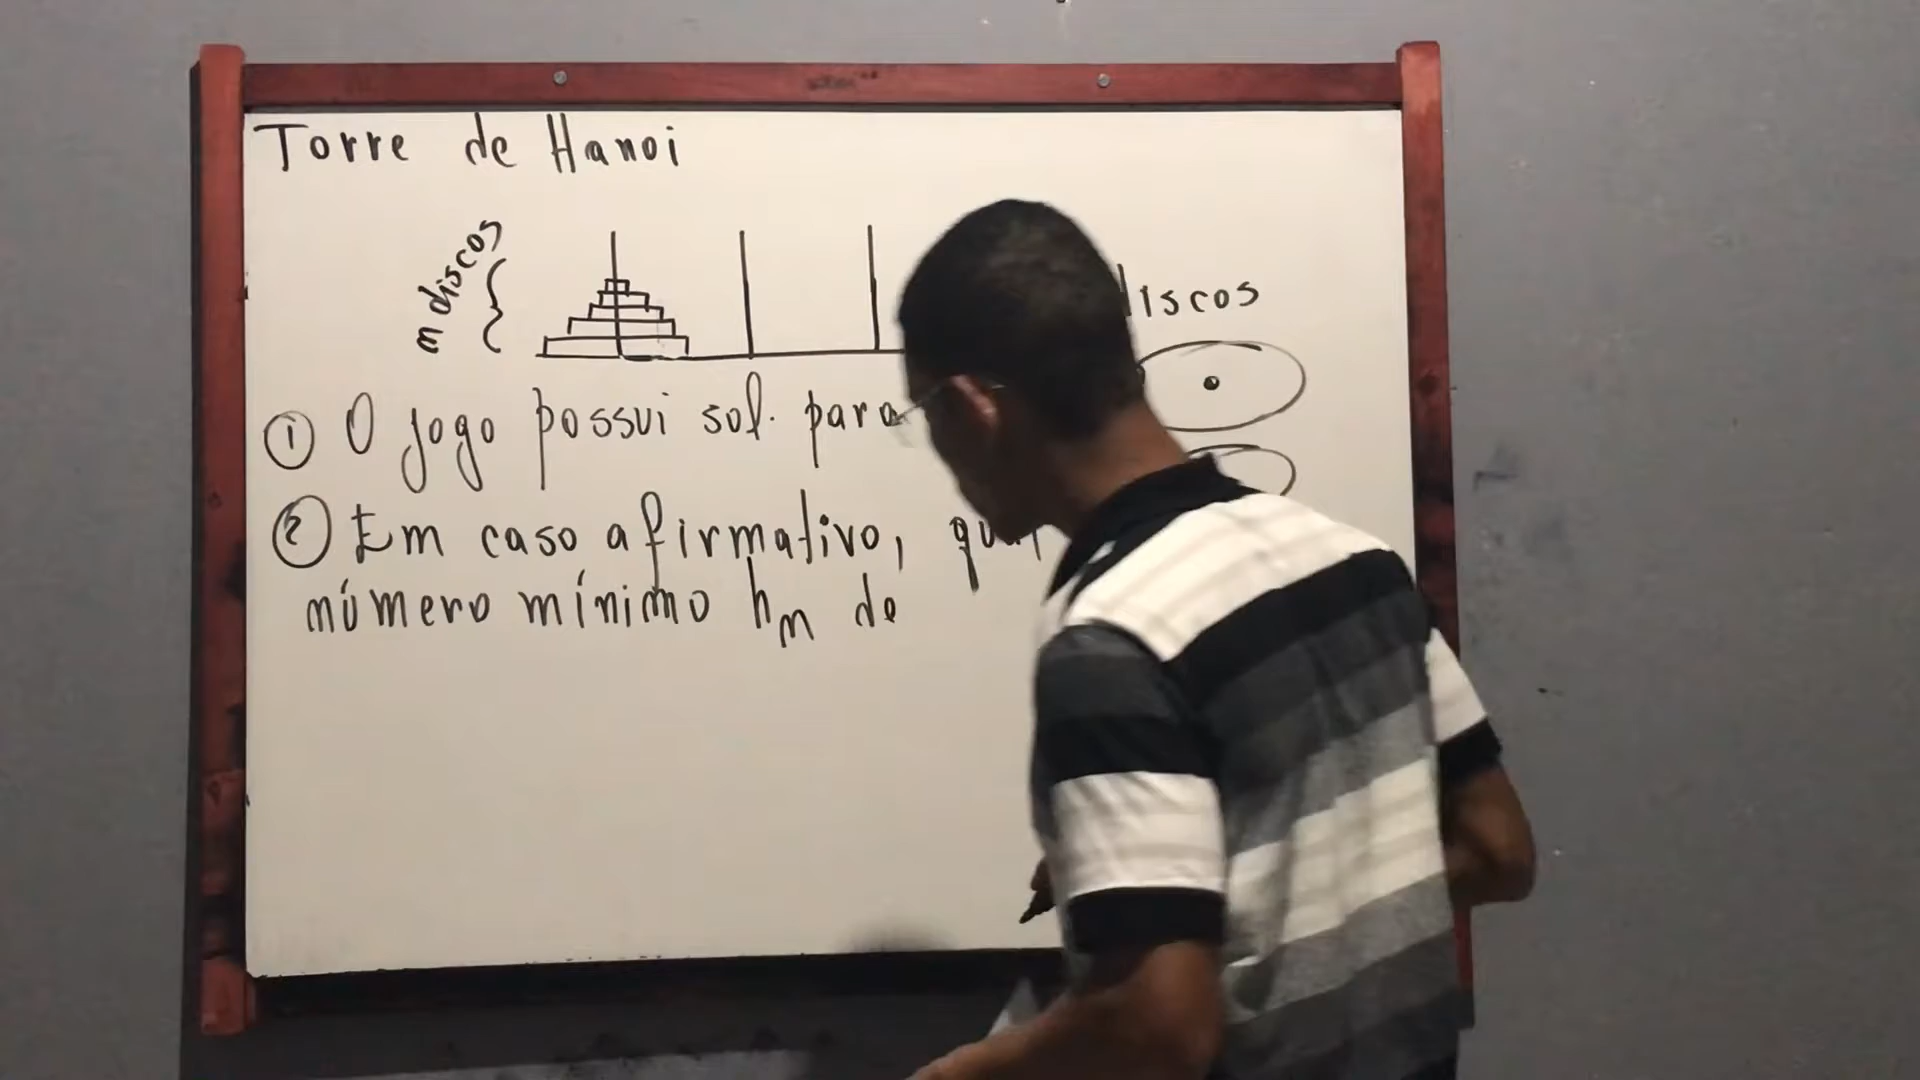 Torre de Hanoi
n discos
discos
① O jogo possui sol. para
② Em caso afirmativo,
número mínimo hn de